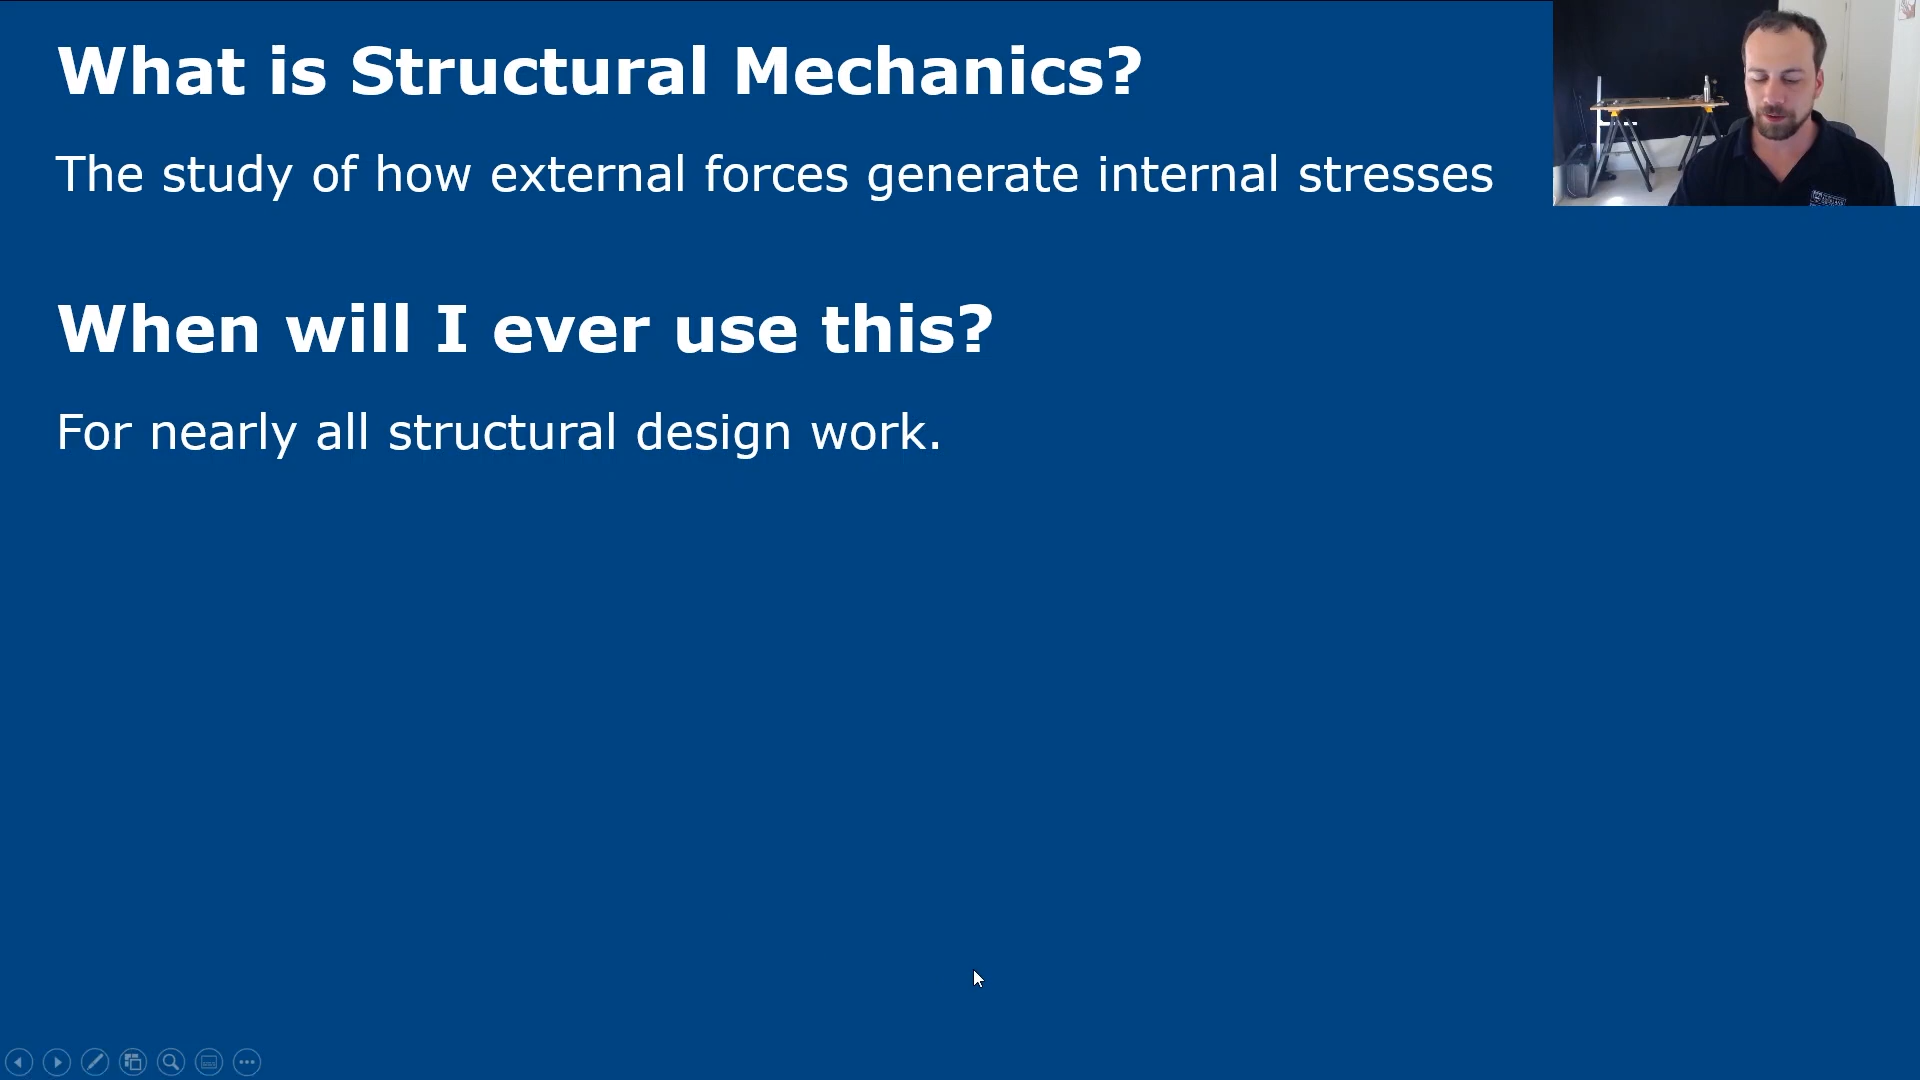 What is Structural Mechanics?
The study of how external forces generate internal stresses
When will I ever use this?
For nearly all structural design work.